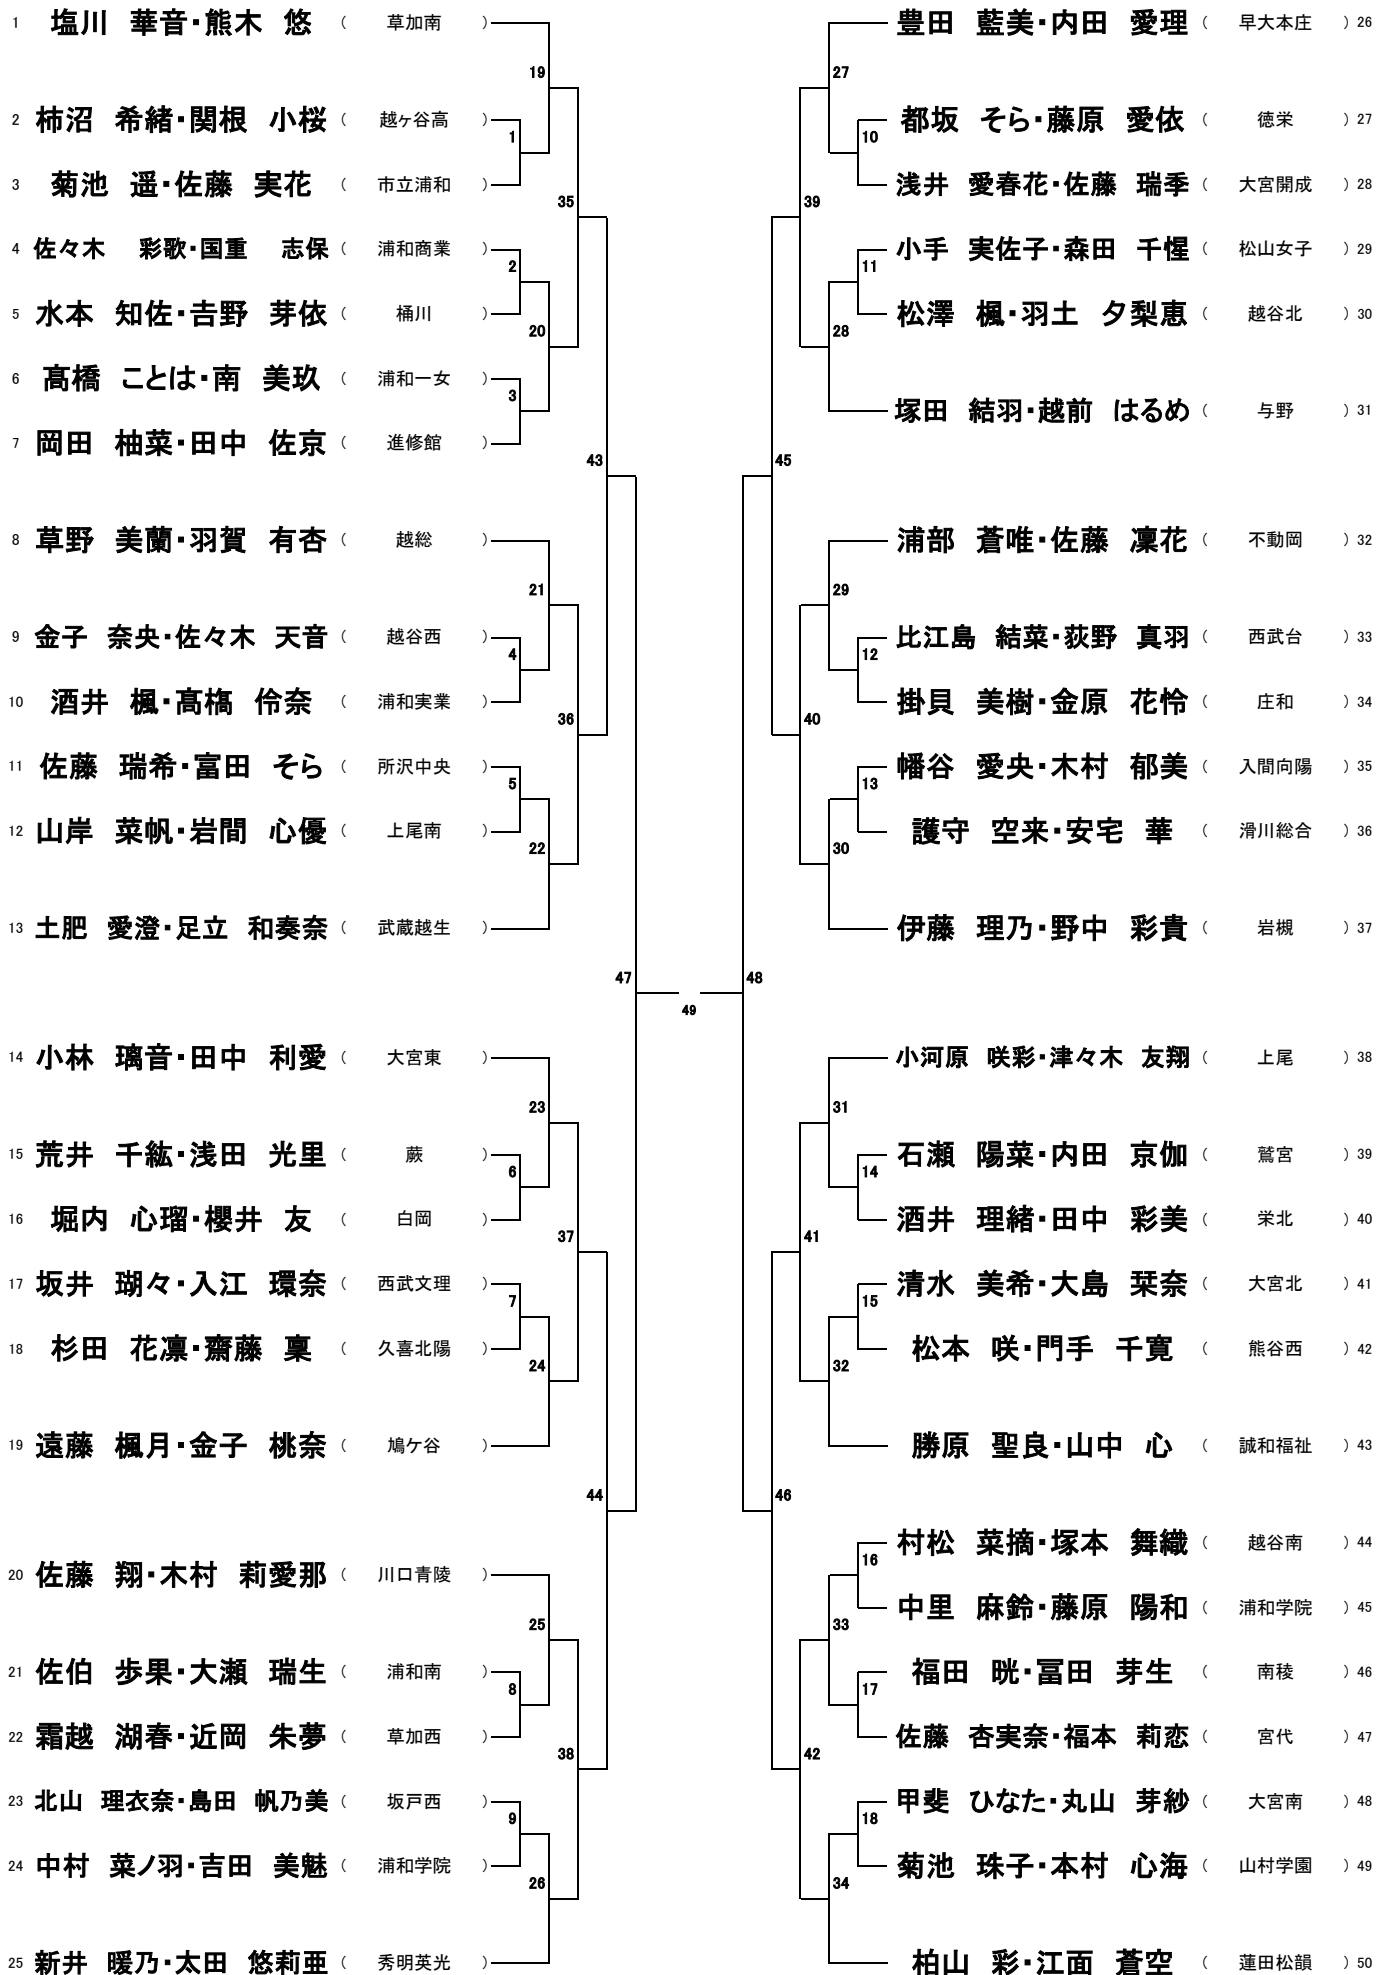 1 塩川 華音・熊木 悠 （ 草加南 ）
19
2 柿沼 希緒・関根 小桜 （ 越ヶ谷高 ）
1
3 菊池 遥・佐藤 実花 （ 市立浦和 ）
35
4 佐々木 彩歌・国重 志保 （ 浦和商業 ）
2
5 水本 知佐・吉野 芽依 （ 桶川 ）
20
6 髙橋 ことは・南 美玖 （ 浦和一女 ）
3
7 岡田 柚菜・田中 佐京 （ 進修館 ）
43
8 草野 美蘭・羽賀 有杏 （ 越総 ）
21
9 金子 奈央・佐々木 天音 （ 越谷西 ）
4
10 酒井 楓・髙槗 伶奈 （ 浦和実業 ）
36
11 佐藤 瑞希・富田 そら （ 所沢中央 ）
5
12 山岸 菜帆・岩間 心優 （ 上尾南 ）
22
13 土肥 愛澄・足立 和奏奈 （ 武蔵越生 ）
47
14 小林 璃音・田中 利愛 （ 大宮東 ）
23
15 荒井 千紘・浅田 光里 （ 蕨 ）
6
16 堀内 心瑠・櫻井 友 （ 白岡 ）
37
17 坂井 瑚々・入江 環奈 （ 西武文理 ）
7
18 杉田 花凛・齋藤 稟 （ 久喜北陽 ）
24
19 遠藤 楓月・金子 桃奈 （ 鳩ケ谷 ）
44
20 佐藤 翔・木村 莉愛那 （ 川口青陵 ）
25
21 佐伯 歩果・大瀬 瑞生 （ 浦和南 ）
8
22 霜越 湖春・近岡 朱夢 （ 草加西 ）
38
23 北山 理衣奈・島田 帆乃美 （ 坂戸西 ）
9
24 中村 菜ノ羽・吉田 美魅 （ 浦和学院 ）
26
25 新井 暖乃・太田 悠莉亜 （ 秀明英光 ）
49
豊田 藍美・内田 愛理 （ 早大本庄 ） 26
27
都坂 そら・藤原 愛依 （ 徳栄 ） 27
10
浅井 愛春花・佐藤 瑞季 （ 大宮開成 ） 28
39
小手 実佐子・森田 千惺 （ 松山女子 ） 29
11
松澤 楓・羽土 夕梨恵 （ 越谷北 ） 30
28
塚田 結羽・越前 はるめ （ 与野 ） 31
45
浦部 蒼唯・佐藤 凜花 （ 不動岡 ） 32
29
比江島 結菜・荻野 真羽 （ 西武台 ） 33
12
掛貝 美樹・金原 花怜 （ 庄和 ） 34
40
幡谷 愛央・木村 郁美 （ 入間向陽 ） 35
13
護守 空来・安宅 華 （ 滑川総合 ） 36
30
伊藤 理乃・野中 彩貴 （ 岩槻 ） 37
48
小河原 咲彩・津々木 友翔 （ 上尾 ） 38
31
石瀬 陽菜・内田 京伽 （ 鷲宮 ） 39
14
酒井 理緒・田中 彩美 （ 栄北 ） 40
41
清水 美希・大島 栞奈 （ 大宮北 ） 41
15
松本 咲・門手 千寛 （ 熊谷西 ） 42
32
勝原 聖良・山中 心 （ 誠和福祉 ） 43
46
村松 菜摘・塚本 舞織 （ 越谷南 ） 44
16
中里 麻鈴・藤原 陽和 （ 浦和学院 ） 45
33
福田 晄・冨田 芽生 （ 南稜 ） 46
17
佐藤 杏実奈・福本 莉恋 （ 宮代 ） 47
42
甲斐 ひなた・丸山 芽紗 （ 大宮南 ） 48
18
菊池 珠子・本村 心海 （ 山村学園 ） 49
34
柏山 彩・江面 蒼空 （ 蓮田松韻 ） 50